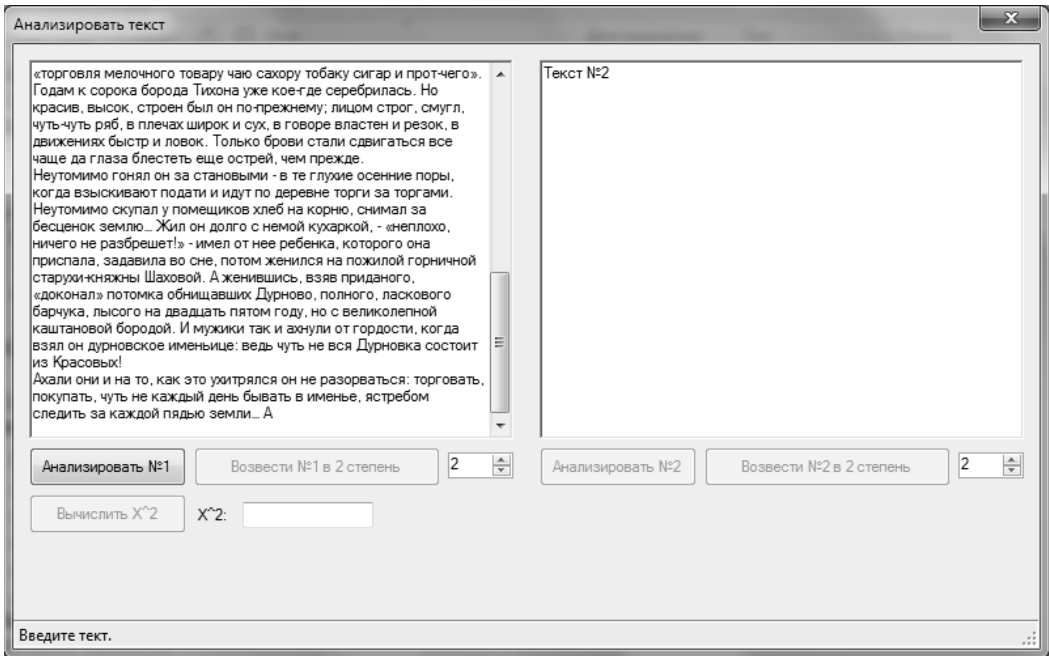 Анализировать текст
«торговля мелочного товару чаю сахору тобаку сигар и прот-чего».
Годам к сорока борода Тихона уже кое-где серебрилась. Но
красив, высок, строен был он по-прежнему; лицом строг, смугл,
чуть-чуть ряб, в плечах широк и сух, в говоре властен и резок, в
движениях быстр и ловок. Только брови стали сдвигаться все
чаще да глаза блестеть еще острей, чем прежде.
Неутомимо гонял он за становыми - в те глухие осенние поры,
когда взыскивают подати и идут по деревне торги за торгами.
Неутомимо скупал у помещиков хлеб на корню, снимал за
бесценок землю... Жил он долго с немой кухаркой, - «неплохо,
ничего не разбрешет!» - имел от нее ребенка, которого она
приспала, задавила во сне, потом женился на пожилой горничной
старухи-княжны Шаховой. А женившись, взяв приданого,
«доконал» потомка обнищавших Дурново, полного, ласкового
барчука, лысого на двадцать пятом году, но с великолепной
каштановой бородой. И мужики так и ахнули от гордости, когда
взял он дурновское именьице: ведь чуть не вся Дурновка состоит
из Красовых!
Ахали они и на то, как это ухитрялся он не разорваться: торговать,
покупать, чуть не каждый день бывать в именье, ястребом
следить за каждой пядью земли... А
Текст №2
Анализировать №1 Возвести №1 в 2 степень 2 Анализировать №2 Возвести №2 в 2 степень 2
Вычислить X^2 X^2:
Введите текст.